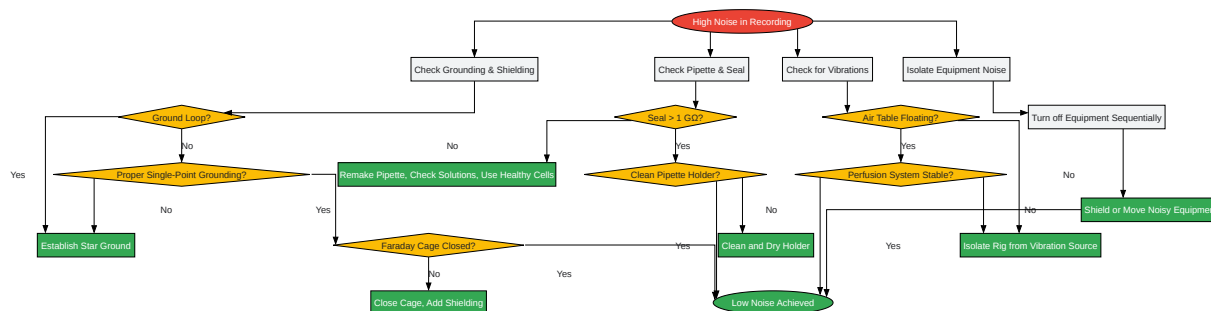 High Noise in Recording
Check Grounding & Shielding
Check Pipette & Seal
Check for Vibrations
Isolate Equipment Noise
Ground Loop?
Seal > 1 GΩ?
Air Table Floating?
Turn off Equipment Sequentially
No
No
Yes
Yes
Yes
Proper Single-Point Grounding?
Remake Pipette, Check Solutions, Use Healthy Cells
Clean Pipette Holder?
Perfusion System Stable?
No
No
Yes
No
No
Shield or Move Noisy Equipmen
Establish Star Ground
Faraday Cage Closed?
Yes
Clean and Dry Holder
Yes
Isolate Rig from Vibration Source
No
Yes
Close Cage, Add Shielding
Low Noise Achieved